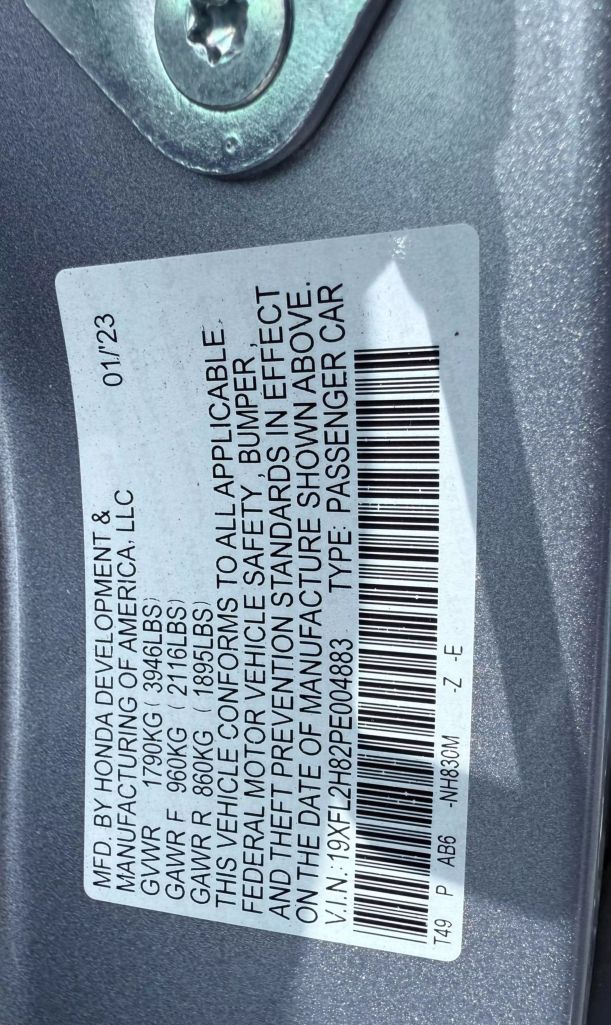 MFD. BY HONDA DEVELOPMENT &
MANUFACTURING OF AMERICA, LLC 01/'23
GVWR 1790KG (3946LBS)
GAWR F 960KG (2116LBS)
GAWR R 860KG (1895LBS)
THIS VEHICLE CONFORMS TO ALL APPLICABLE
FEDERAL MOTOR VEHICLE SAFETY, BUMPER,
AND THEFT PREVENTION STANDARDS IN EFFECT
ON THE DATE OF MANUFACTURE SHOWN ABOVE.
V.I.N.: 19XFL2H82PE004883 TYPE: PASSENGER CAR
T49 P AB6 -NH830M -Z -E